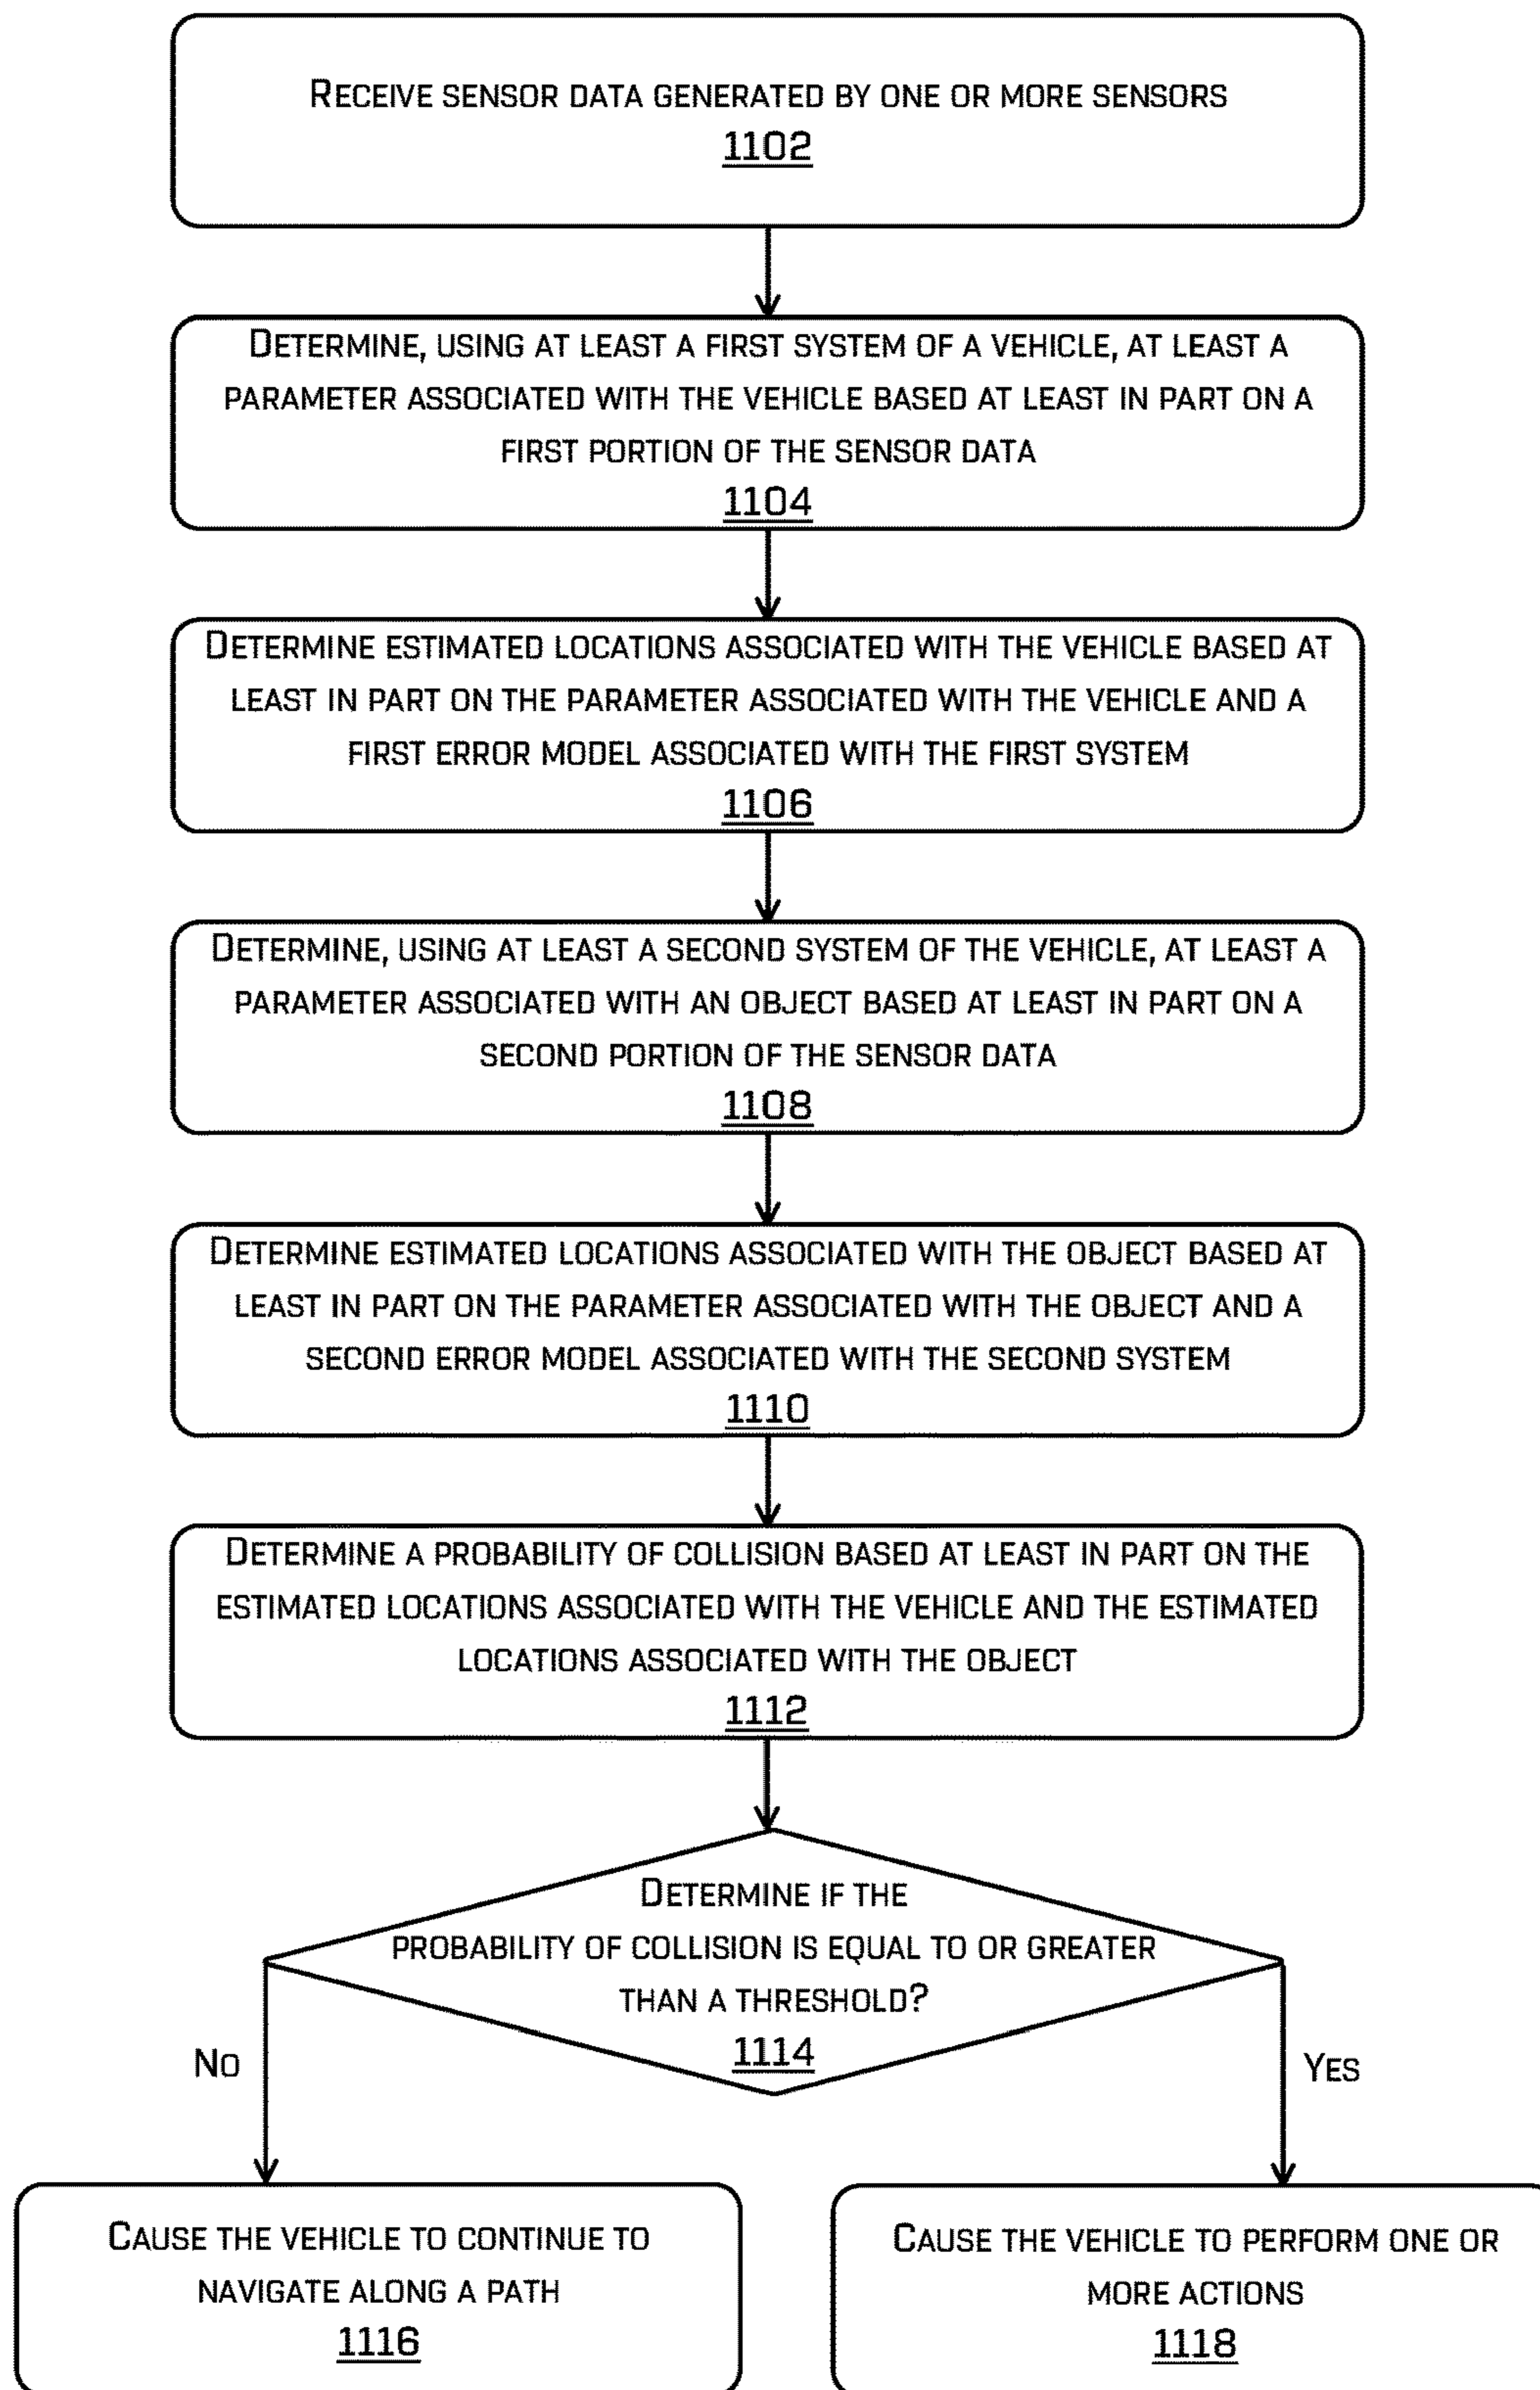 RECEIVE SENSOR DATA GENERATED BY ONE OR MORE SENSORS
1102
DETERMINE, USING AT LEAST A FIRST SYSTEM OF A VEHICLE, AT LEAST A
PARAMETER ASSOCIATED WITH THE VEHICLE BASED AT LEAST IN PART ON A
FIRST PORTION OF THE SENSOR DATA
1104
DETERMINE ESTIMATED LOCATIONS ASSOCIATED WITH THE VEHICLE BASED AT
LEAST IN PART ON THE PARAMETER ASSOCIATED WITH THE VEHICLE AND A
FIRST ERROR MODEL ASSOCIATED WITH THE FIRST SYSTEM
1106
DETERMINE, USING AT LEAST A SECOND SYSTEM OF THE VEHICLE, AT LEAST A
PARAMETER ASSOCIATED WITH AN OBJECT BASED AT LEAST IN PART ON A
SECOND PORTION OF THE SENSOR DATA
1108
DETERMINE ESTIMATED LOCATIONS ASSOCIATED WITH THE OBJECT BASED AT
LEAST IN PART ON THE PARAMETER ASSOCIATED WITH THE OBJECT AND A
SECOND ERROR MODEL ASSOCIATED WITH THE SECOND SYSTEM
1110
DETERMINE A PROBABILITY OF COLLISION BASED AT LEAST IN PART ON THE
ESTIMATED LOCATIONS ASSOCIATED WITH THE VEHICLE AND THE ESTIMATED
LOCATIONS ASSOCIATED WITH THE OBJECT
1112
DETERMINE IF THE
PROBABILITY OF COLLISION IS EQUAL TO OR GREATER
THAN A THRESHOLD?
1114
NO
YES
CAUSE THE VEHICLE TO CONTINUE TO
NAVIGATE ALONG A PATH
1116
CAUSE THE VEHICLE TO PERFORM ONE OR
MORE ACTIONS
1118